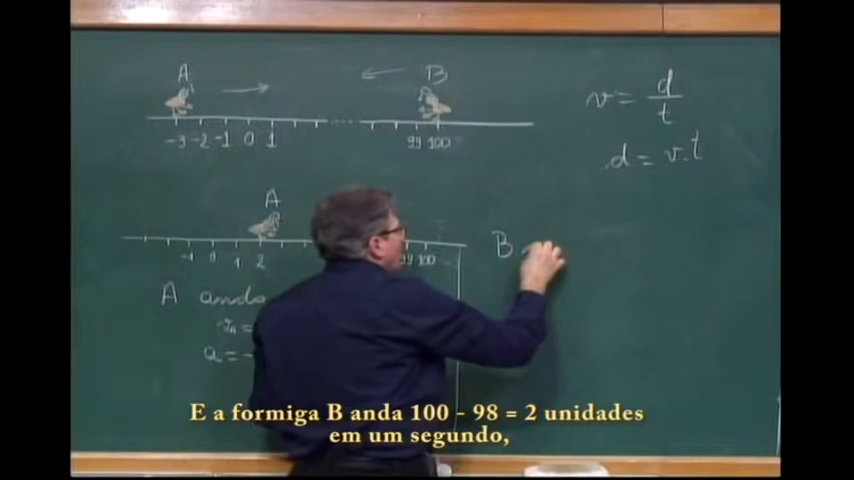 A B
-3 -2 -1 0 1 99 100
v = d/t
d = v.t
A
-1 0 1 2 99 100
B
A anda
E a formiga B anda 100 - 98 = 2 unidades
em um segundo,